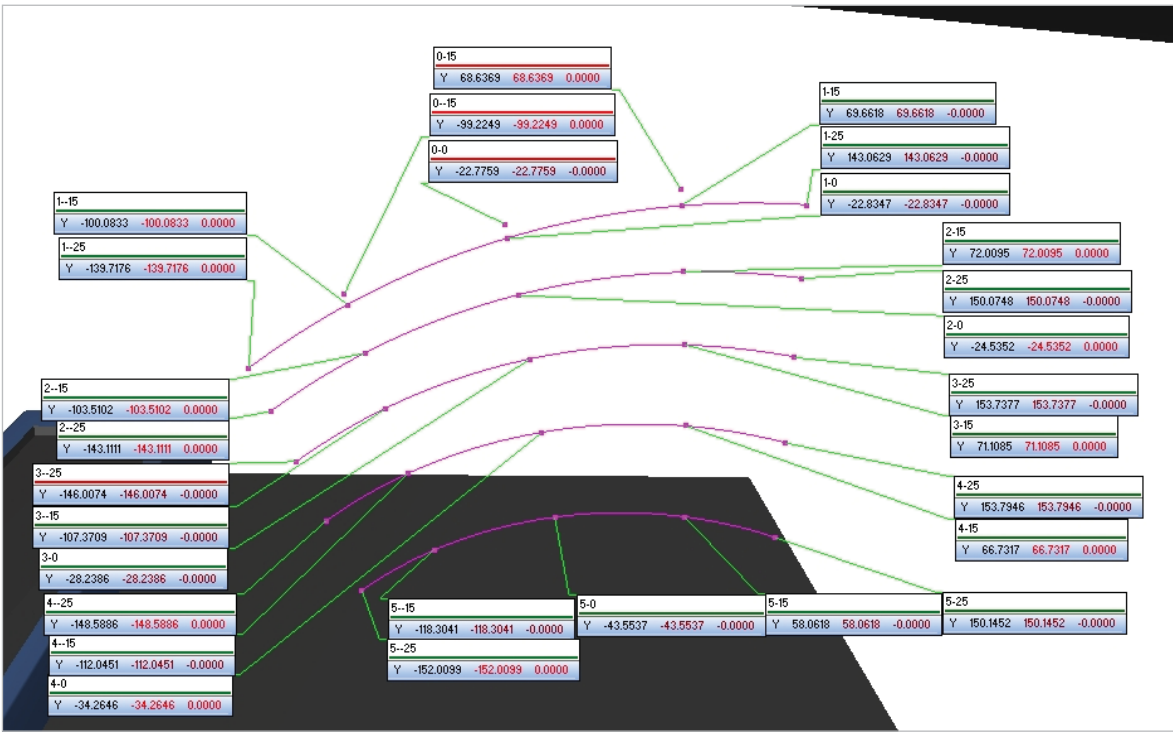 0-15
Y 68.6369 68.6369 0.0000
0--15
Y -99.2249 -99.2249 0.0000
0-0
Y -22.7759 -22.7759 -0.0000
1-15
Y 69.6618 69.6618 -0.0000
1-25
Y 143.0629 143.0629 -0.0000
1-0
Y -22.8347 -22.8347 -0.0000
1--15
Y -100.0833 -100.0833 0.0000
1--25
Y -139.7176 -139.7176 0.0000
2-15
Y 72.0095 72.0095 0.0000
2-25
Y 150.0748 150.0748 -0.0000
2-0
Y -24.5352 -24.5352 0.0000
2--15
Y -103.5102 -103.5102 0.0000
2--25
Y -143.1111 -143.1111 0.0000
3-25
Y 153.7377 153.7377 -0.0000
3-15
Y 71.1085 71.1085 0.0000
3--25
Y -146.0074 -146.0074 -0.0000
3--15
Y -107.3709 -107.3709 -0.0000
3-0
Y -28.2386 -28.2386 -0.0000
4-25
Y 153.7946 153.7946 -0.0000
4-15
Y 66.7317 66.7317 0.0000
4--25
Y -148.5886 -148.5886 0.0000
4--15
Y -112.0451 -112.0451 -0.0000
4-0
Y -34.2646 -34.2646 0.0000
5--15
Y -118.3041 -118.3041 -0.0000
5--25
Y -152.0099 -152.0099 0.0000
5-0
Y -43.5537 -43.5537 -0.0000
5-15
Y 58.0618 58.0618 -0.0000
5-25
Y 150.1452 150.1452 -0.0000